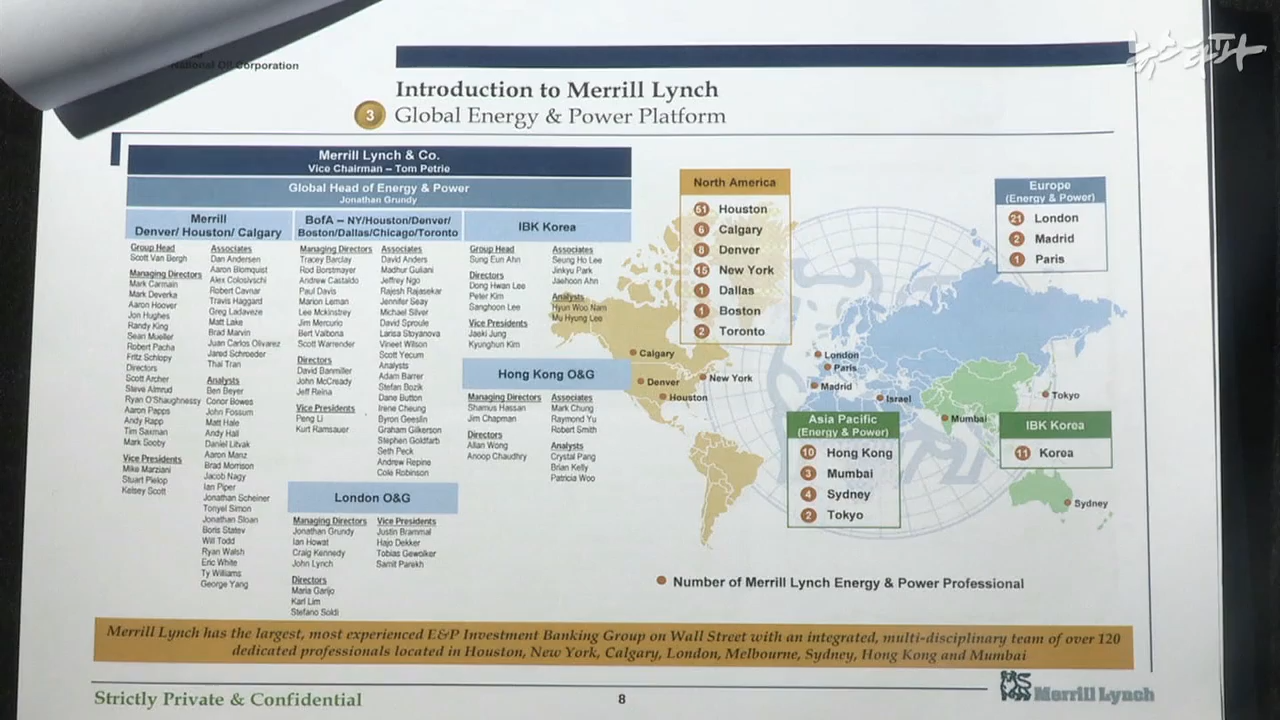 뉴스타파
National Oil Corporation
Introduction to Merrill Lynch
3
Global Energy & Power Platform
Merrill Lynch & Co.
Vice Chairman – Tom Petrie
Global Head of Energy & Power
Jonathan Grundy
Merrill
Denver/ Houston/ Calgary
Group Head
Scott Van Bergh
Managing Directors
Mark Carmain
Mark Deverka
Aaron Hoover
Jon Hughes
Randy King
Sean Mueller
Robert Pacha
Fritz Schlopy
Directors
Scott Archer
Steve Almrud
Ryan O'Shaughnessy
Aaron Papps
Andy Rapp
Tim Saxman
Mark Sooby
Vice Presidents
Mike Marziani
Stuart Pielop
Kelsey Scott
Associates
Dan Andersen
Aaron Blomquist
Alex Colosivschi
Robert Cavnar
Travis Haggard
Greg Ladaveze
Matt Lake
Brad Marvin
Juan Carlos Olivarez
Jared Schroeder
Thai Tran
Analysts
Ben Beyer
Conor Bowes
John Fossum
Matt Hale
Andy Hall
Daniel Litvak
Aaron Manz
Brad Morrison
Jacob Nagy
Ian Piper
Jonathan Scheiner
Tonyel Simon
Jonathan Sloan
Boris Statev
Will Todd
Ryan Walsh
Eric White
Ty Williams
George Yang
BofA – NY/Houston/Denver/
Boston/Dallas/Chicago/Toronto
Managing Directors
Tracey Barclay
Rod Borstmayer
Andrew Castaldo
Paul Davis
Marion Leman
Lee McKinstrey
Jim Mercurio
Bert Valbona
Scott Warrender
Directors
David Banmiller
John McCready
Jeff Reina
Vice Presidents
Peng Li
Kurt Ramsauer
Associates
David Anders
Madhur Guliani
Jeffrey Ngo
Rajesh Rajasekar
Jennifer Seay
Michael Silver
David Sproule
Larissa Stoyanova
Vineet Wilson
Scott Yecum
Analysts
Adam Barrer
Stefan Bozik
Dane Button
Irene Cheung
Byron Geeslin
Graham Gilkerson
Stephen Goldfarb
Seth Peck
Andrew Repine
Cole Robinson
London O&G
Managing Directors
Jonathan Grundy
Ian Howat
Craig Kennedy
John Lynch
Directors
Maria Garijo
Karl Lim
Stefano Soldi
Vice Presidents
Justin Brammal
Hajo Dekker
Tobias Gewolker
Samit Parekh
IBK Korea
Group Head
Sung Eun Ahn
Directors
Dong Hwan Lee
Peter Kim
Sanghoon Lee
Vice Presidents
Jaeki Jung
Kyunghun Kim
Associates
Seung Ho Lee
Jinkyu Park
Jaehoon Ahn
Analysts
Hyun Woo Nam
Mu Hyung Lee
Hong Kong O&G
Managing Directors
Shamus Hassan
Jim Chapman
Directors
Allan Wong
Anoop Chaudhry
Associates
Mark Chung
Raymond Yu
Robert Smith
Analysts
Crystal Pang
Brian Kelly
Patricia Woo
North America
51 Houston
6 Calgary
8 Denver
15 New York
1 Dallas
1 Boston
2 Toronto
Europe
(Energy & Power)
21 London
2 Madrid
1 Paris
Calgary
Denver
New York
Houston
London
Paris
Madrid
Israel
Mumbai
Tokyo
Sydney
Asia Pacific
(Energy & Power)
10 Hong Kong
3 Mumbai
4 Sydney
2 Tokyo
IBK Korea
11 Korea
Number of Merrill Lynch Energy & Power Professional
Merrill Lynch has the largest, most experienced E&P Investment Banking Group on Wall Street with an integrated, multi-disciplinary team of over 120
dedicated professionals located in Houston, New York, Calgary, London, Melbourne, Sydney, Hong Kong and Mumbai
Strictly Private & Confidential
8
Merrill Lynch